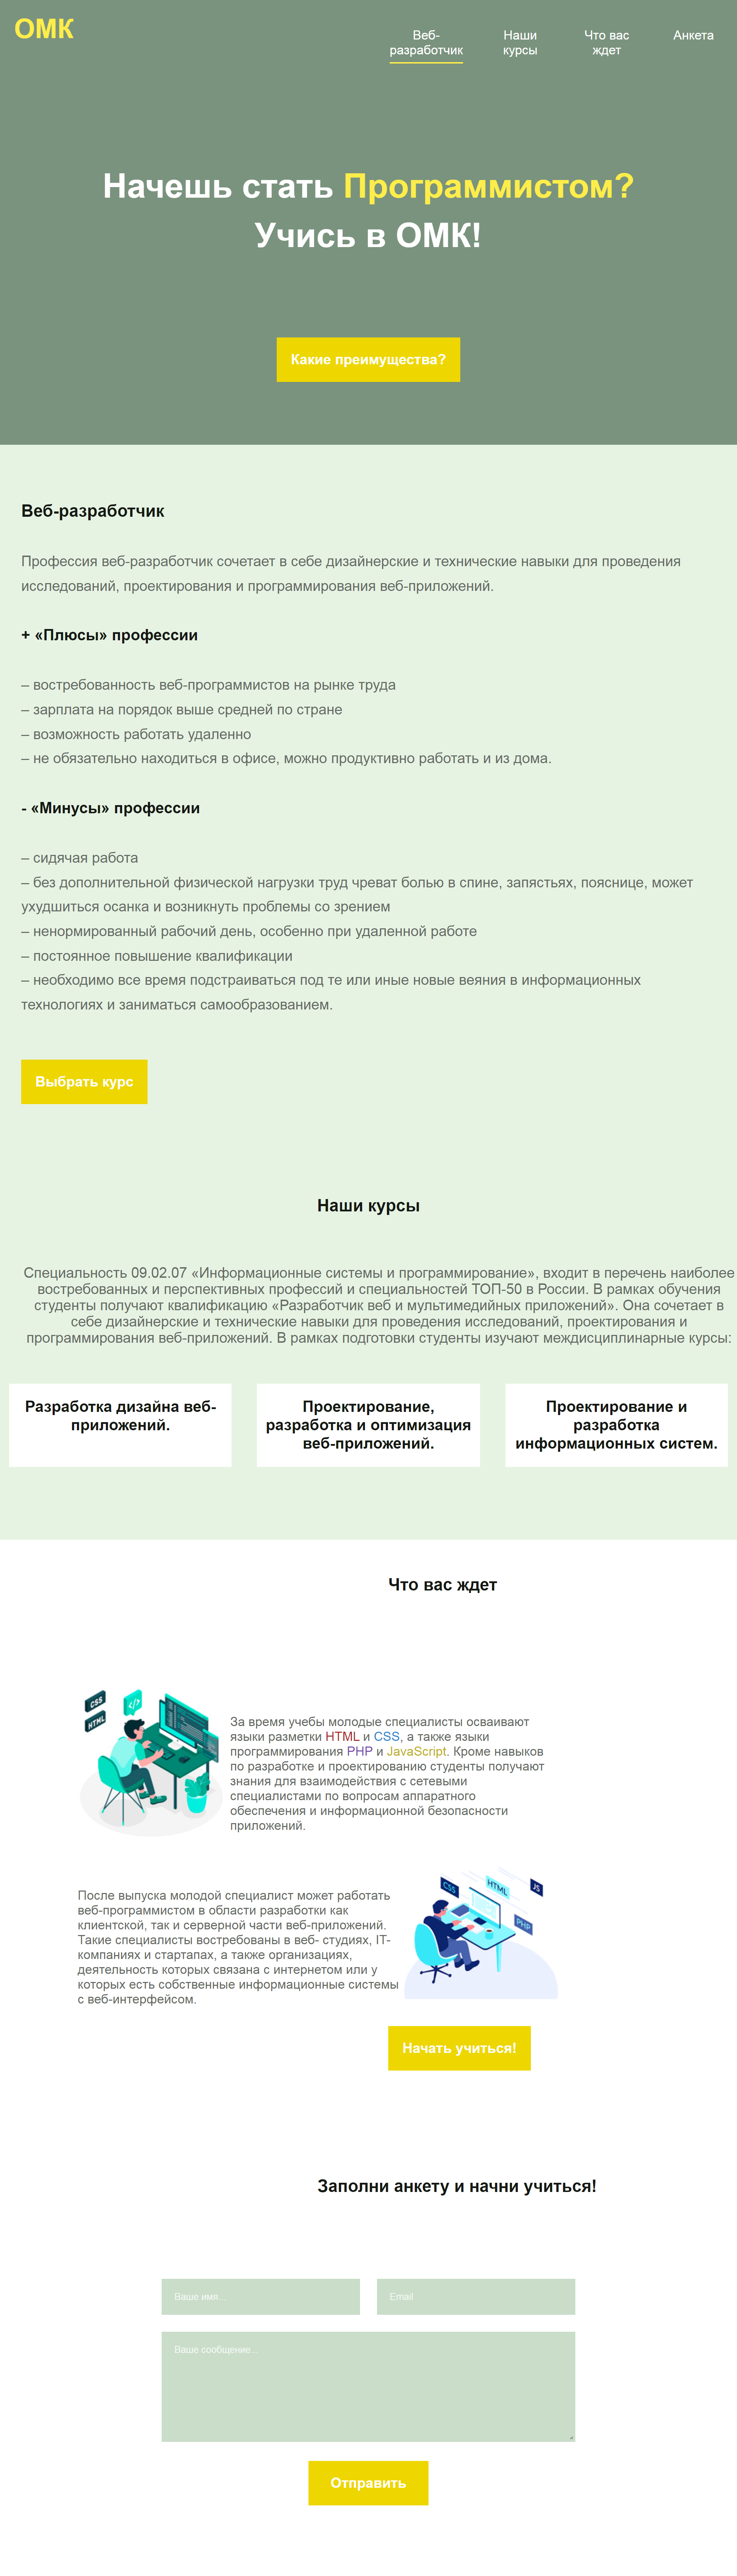 ОМК
Веб-
разработчик
Наши
курсы
Что вас
ждет
Анкета
Начешь стать Программистом?
Учись в ОМК!
Какие преимущества?
Веб-разработчик
Профессия веб-разработчик сочетает в себе дизайнерские и технические навыки для проведения
исследований, проектирования и программирования веб-приложений.
+ «Плюсы» профессии
– востребованность веб-программистов на рынке труда
– зарплата на порядок выше средней по стране
– возможность работать удаленно
– не обязательно находиться в офисе, можно продуктивно работать и из дома.
- «Минусы» профессии
– сидячая работа
– без дополнительной физической нагрузки труд чреват болью в спине, запястьях, пояснице, может
ухудшиться осанка и возникнуть проблемы со зрением
– ненормированный рабочий день, особенно при удаленной работе
– постоянное повышение квалификации
– необходимо все время подстраиваться под те или иные новые веяния в информационных
технологиях и заниматься самообразованием.
Выбрать курс
Наши курсы
Специальность 09.02.07 «Информационные системы и программирование», входит в перечень наиболее
востребованных и перспективных профессий и специальностей ТОП-50 в России. В рамках обучения
студенты получают квалификацию «Разработчик веб и мультимедийных приложений». Она сочетает в
себе дизайнерские и технические навыки для проведения исследований, проектирования и
программирования веб-приложений. В рамках подготовки студенты изучают междисциплинарные курсы:
Разработка дизайна веб-
приложений.
Проектирование,
разработка и оптимизация
веб-приложений.
Проектирование и
разработка
информационных систем.
Что вас ждет
CSS
</>
HTML
За время учебы молодые специалисты осваивают
языки разметки HTML и CSS, а также языки
программирования PHP и JavaScript. Кроме навыков
по разработке и проектированию студенты получают
знания для взаимодействия с сетевыми
специалистами по вопросам аппаратного
обеспечения и информационной безопасности
приложений.
После выпуска молодой специалист может работать
веб-программистом в области разработки как
клиентской, так и серверной части веб-приложений.
Такие специалисты востребованы в веб- студиях, IT-
компаниях и стартапах, а также организациях,
деятельность которых связана с интернетом или у
которых есть собственные информационные системы
с веб-интерфейсом.
CSS
HTML
JS
PHP
Начать учиться!
Заполни анкету и начни учиться!
Ваше имя...
Email
Ваше сообщение...
Отправить